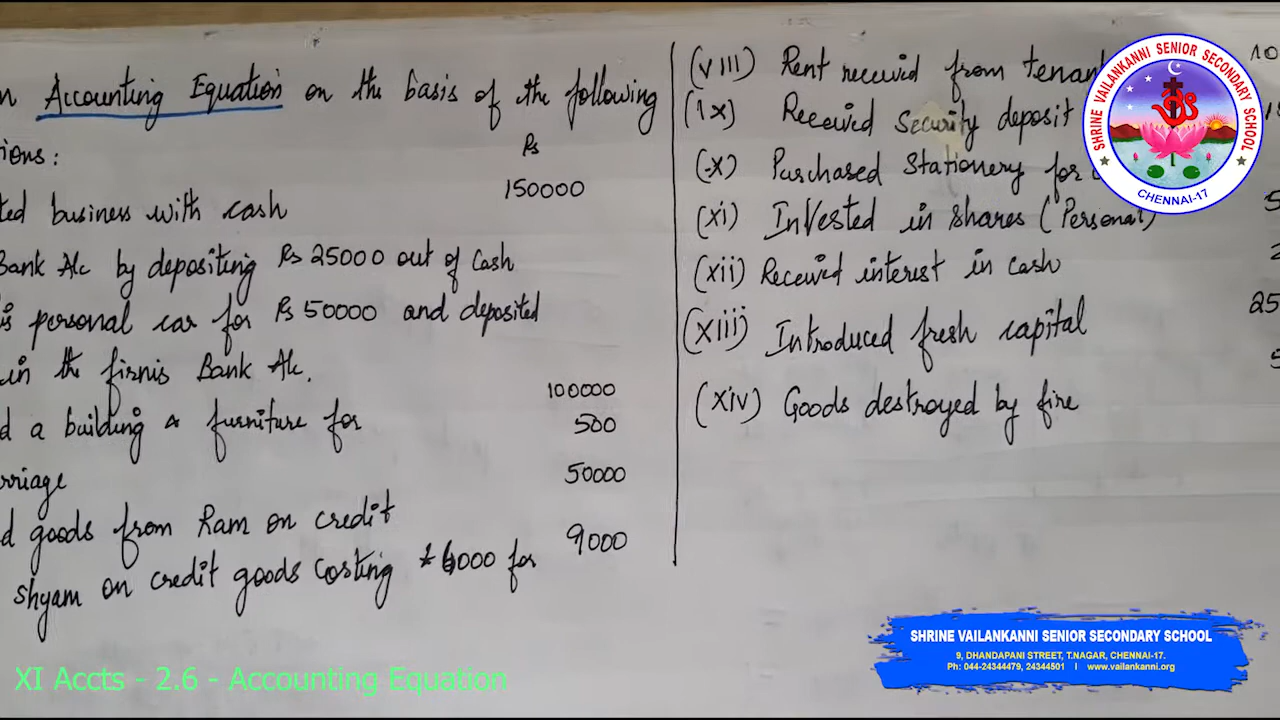 n Accounting Equation on the basis of the following
ions:
Rs
ted business with cash 150000
Bank A/c by depositing Rs 25000 out of Cash
is personal car for Rs 50000 and deposited
in the firm's Bank A/c.
d a building & furniture for 100000
rriage 500
d goods from Ram on credit 50000
shyam on credit goods costing 6000 for 9000
(viii) Rent received from tenan 10
(ix) Received Security deposit
(x) Purchased Stationery for
(xi) Invested in shares (Personal) 5
(xii) Received interest in cash 2
(xiii) Introduced fresh capital 25
(xiv) Goods destroyed by fire 5
SHRINE VAILANKANNI SENIOR SECONDARY SCHOOL
CHENNAI-17
SHRINE VAILANKANNI SENIOR SECONDARY SCHOOL
9, DHANDAPANI STREET, T.NAGAR, CHENNAI-17.
Ph: 044-24344479, 24344501 I www.vailankanni.org
XI Accts - 2.6 - Accounting Equation